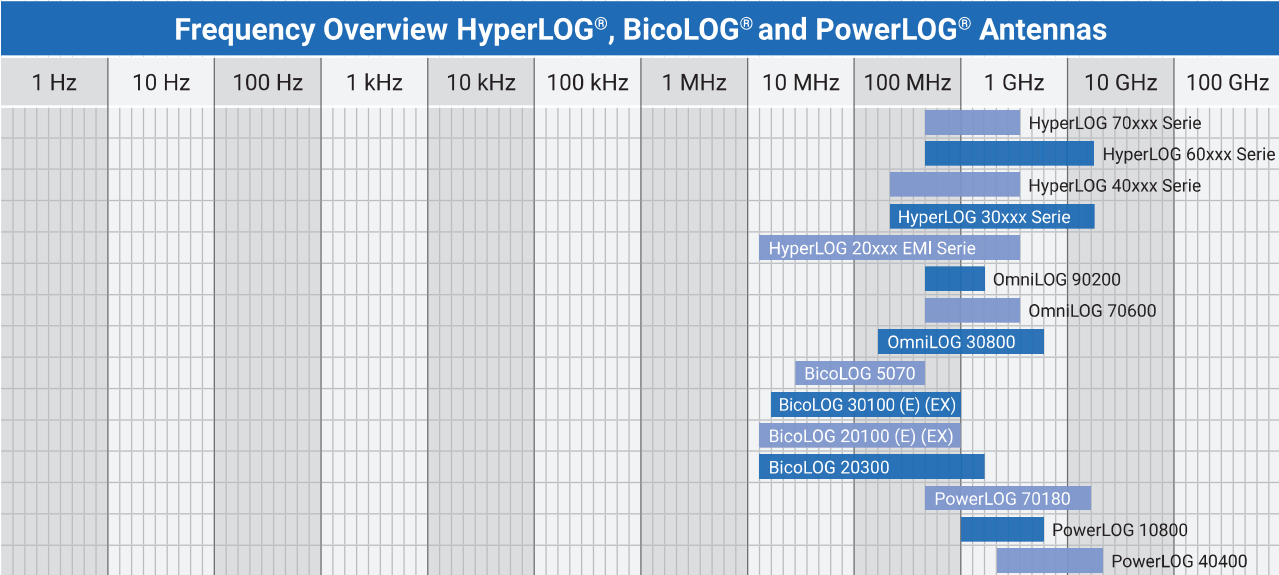 Frequency Overview HyperLOG®, BicoLOG® and PowerLOG® Antennas
1 Hz 10 Hz 100 Hz 1 kHz 10 kHz 100 kHz 1 MHz 10 MHz 100 MHz 1 GHz 10 GHz 100 GHz
HyperLOG 70xxx Serie
HyperLOG 60xxx Serie
HyperLOG 40xxx Serie
HyperLOG 30xxx Serie
HyperLOG 20xxx EMI Serie
OmniLOG 90200
OmniLOG 70600
OmniLOG 30800
BicoLOG 5070
BicoLOG 30100 (E) (EX)
BicoLOG 20100 (E) (EX)
BicoLOG 20300
PowerLOG 70180
PowerLOG 10800
PowerLOG 40400